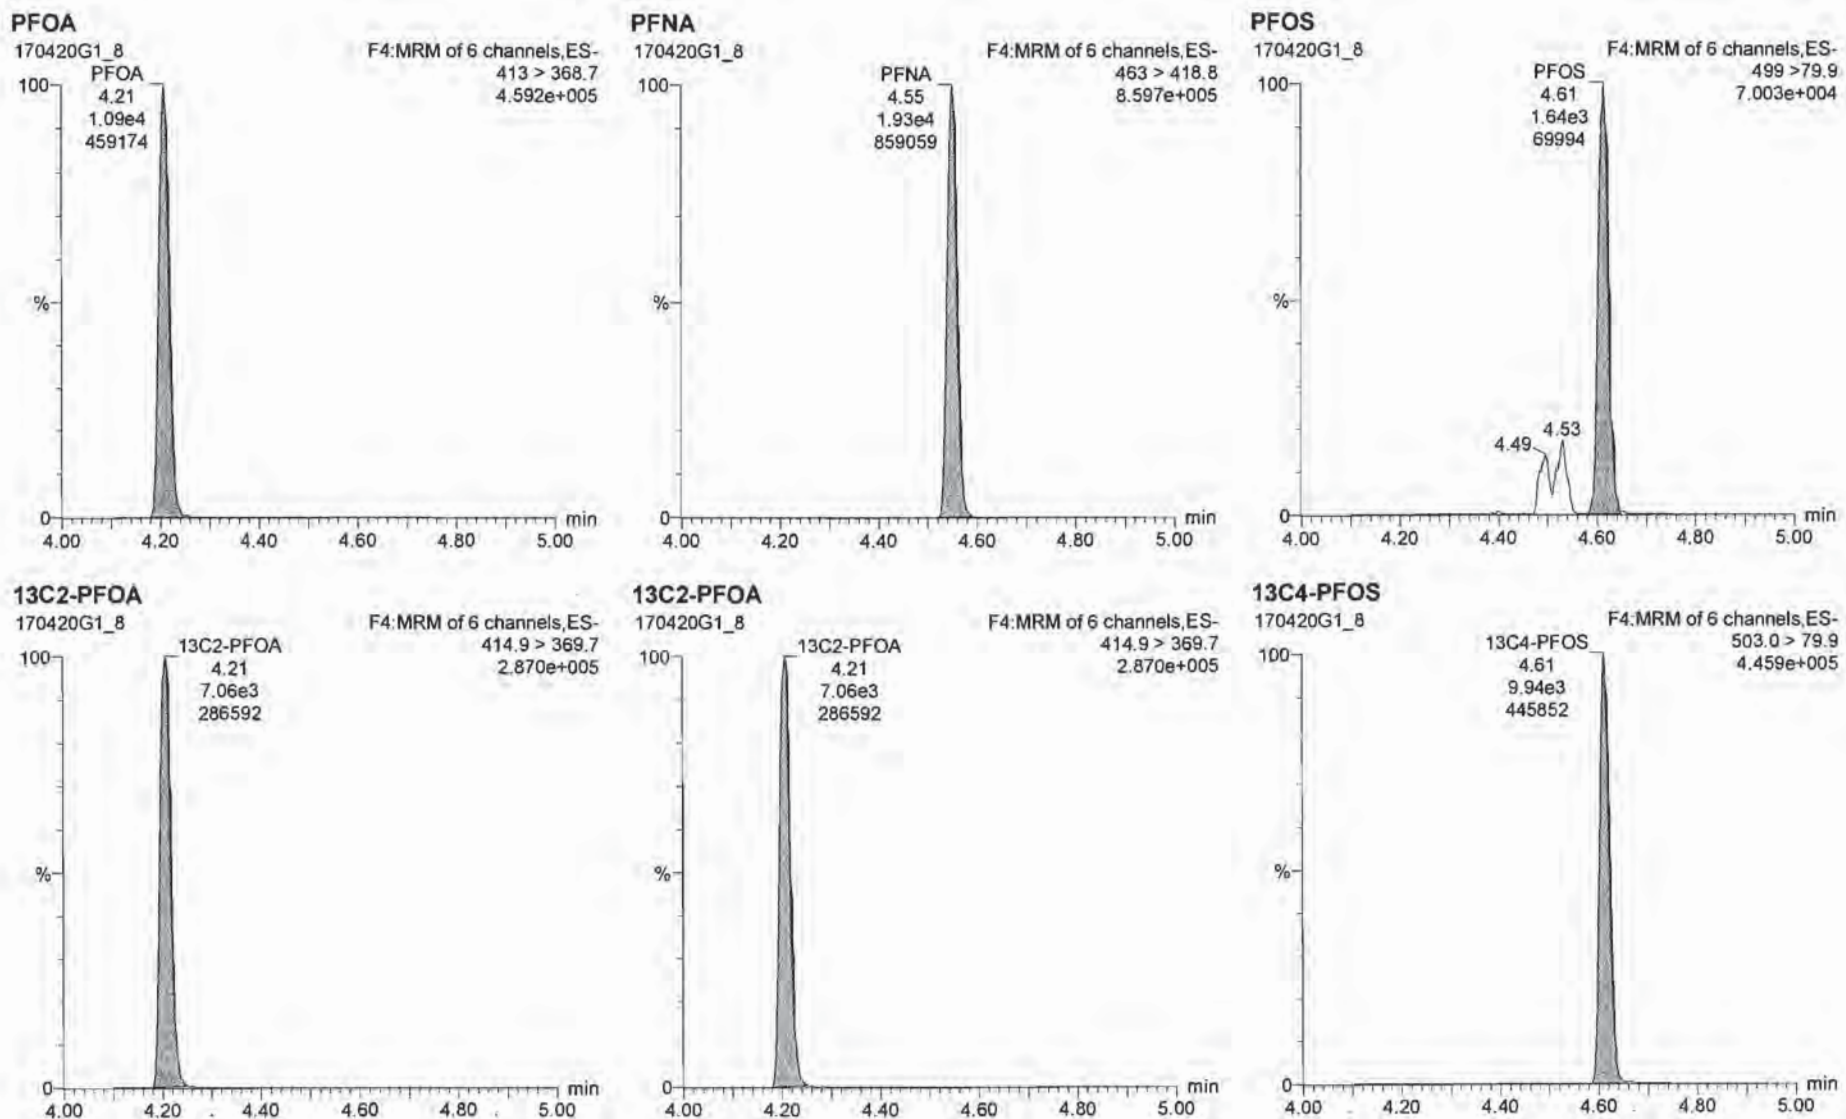 PFOA
170420G1_8
F4:MRM of 6 channels,ES-
413 > 368.7
4.592e+005
PFOA
4.21
1.09e4
459174
100
%
0
min
4.00 4.20 4.40 4.60 4.80 5.00
PFNA
170420G1_8
F4:MRM of 6 channels,ES-
463 > 418.8
8.597e+005
PFNA
4.55
1.93e4
859059
100
%
0
min
4.00 4.20 4.40 4.60 4.80 5.00
PFOS
170420G1_8
F4:MRM of 6 channels,ES-
499 >79.9
7.003e+004
PFOS
4.61
1.64e3
69994
100
%
4.49
4.53
0
min
4.00 4.20 4.40 4.60 4.80 5.00
13C2-PFOA
170420G1_8
F4:MRM of 6 channels,ES-
414.9 > 369.7
2.870e+005
13C2-PFOA
4.21
7.06e3
286592
100
%
0
min
4.00 4.20 4.40 4.60 4.80 5.00
13C2-PFOA
170420G1_8
F4:MRM of 6 channels,ES-
414.9 > 369.7
2.870e+005
13C2-PFOA
4.21
7.06e3
286592
100
%
0
min
4.00 4.20 4.40 4.60 4.80 5.00
13C4-PFOS
170420G1_8
F4:MRM of 6 channels,ES-
503.0 > 79.9
4.459e+005
13C4-PFOS
4.61
9.94e3
445852
100
%
0
min
4.00 4.20 4.40 4.60 4.80 5.00